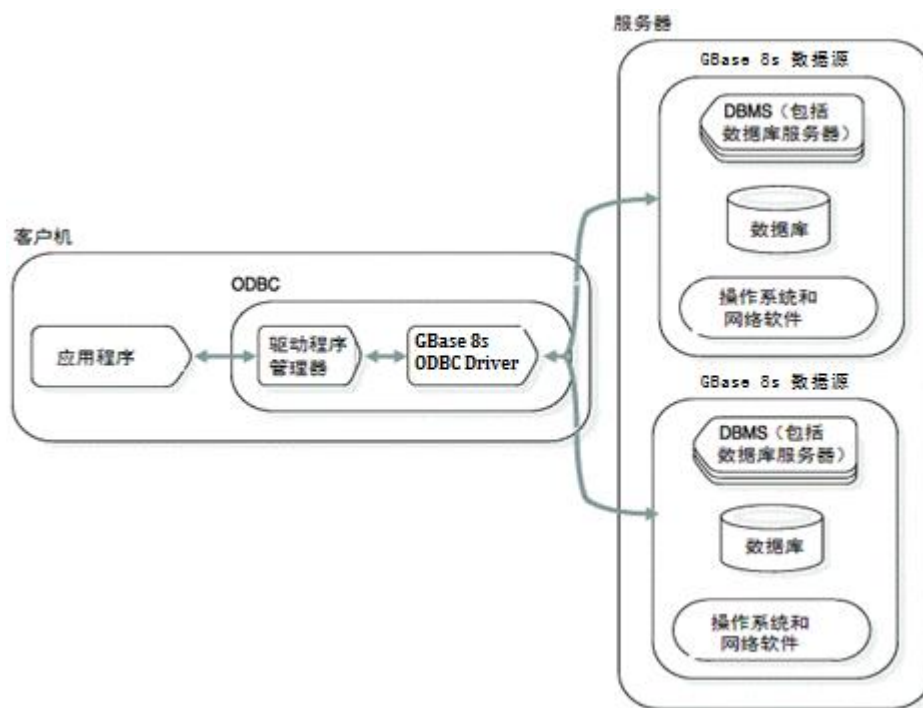 服务器
GBase 8s 数据源
DBMS（包括
数据库服务器）
数据库
操作系统和
网络软件
客户机
ODBC
应用程序
驱动程序
管理器
GBase 8s
ODBC Driver
GBase 8s 数据源
DBMS（包括
数据库服务器）
数据库
操作系统和
网络软件